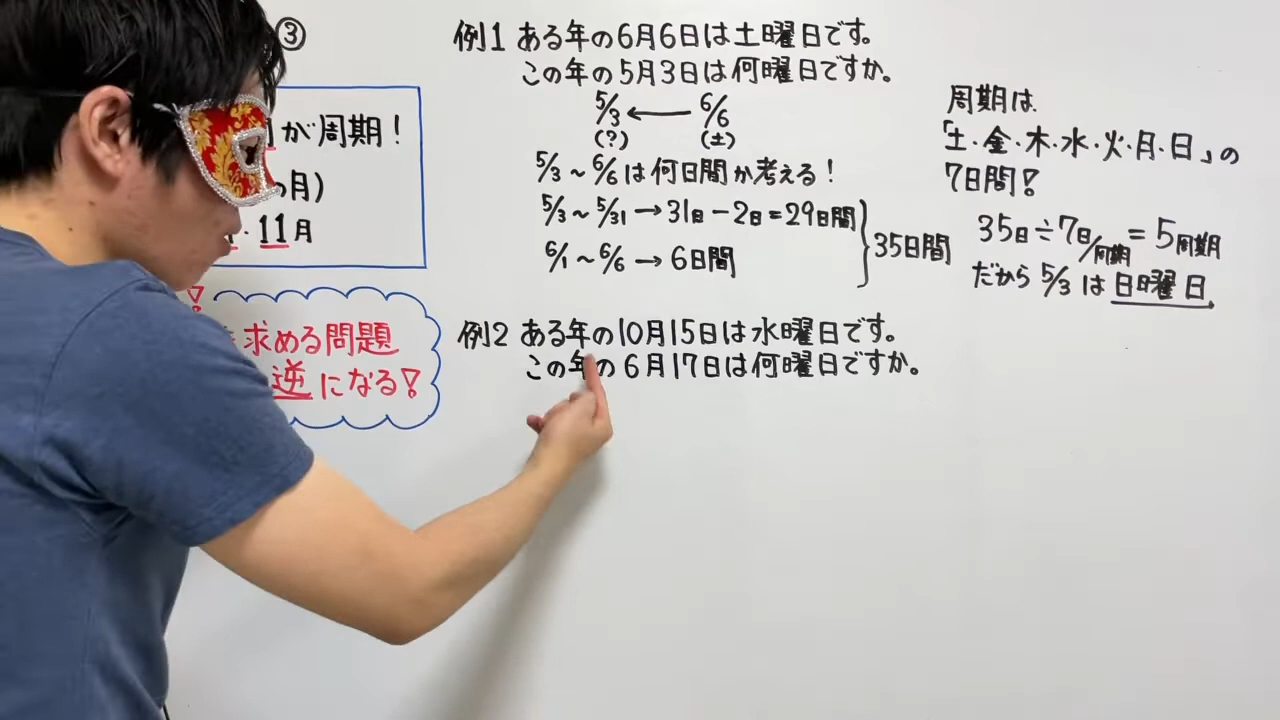 ③
が周期!
の月)
11月
!
求める問題
逆になる!
例1 ある年の6月6日は土曜日です。
この年の5月3日は何曜日ですか。
5/3 ← 6/6
(?) (土)
5/3〜6/6は何日間か考える!
5/3〜5/31→31日-2日=29日間
6/1〜6/6→6日間
35日間
周期は
「土・金・木・水・火・月・日」の
7日間!
35日÷7日/周期=5周期
だから5/3は日曜日
例2 ある年の10月15日は水曜日です。
この年の6月17日は何曜日ですか。